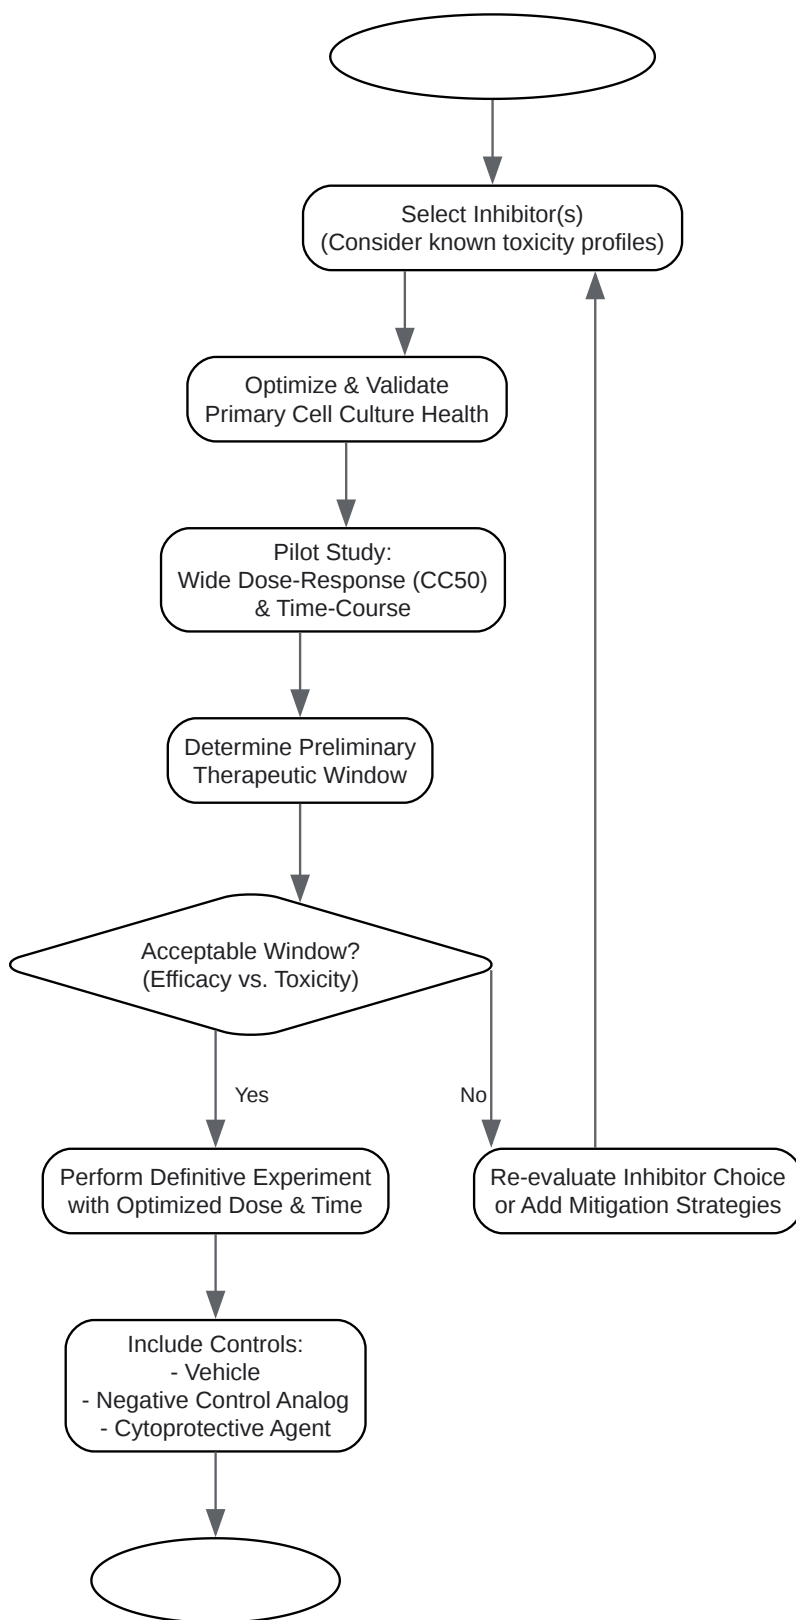 Select Inhibitor(s)
(Consider known toxicity profiles)
Optimize & Validate
Primary Cell Culture Health
Pilot Study:
Wide Dose-Response (CC50)
& Time-Course
Determine Preliminary
Therapeutic Window
Acceptable Window?
(Efficacy vs. Toxicity)
Yes
No
Perform Definitive Experiment
with Optimized Dose & Time
Re-evaluate Inhibitor Choice
or Add Mitigation Strategies
Include Controls:
- Vehicle
- Negative Control Analog
- Cytoprotective Agent